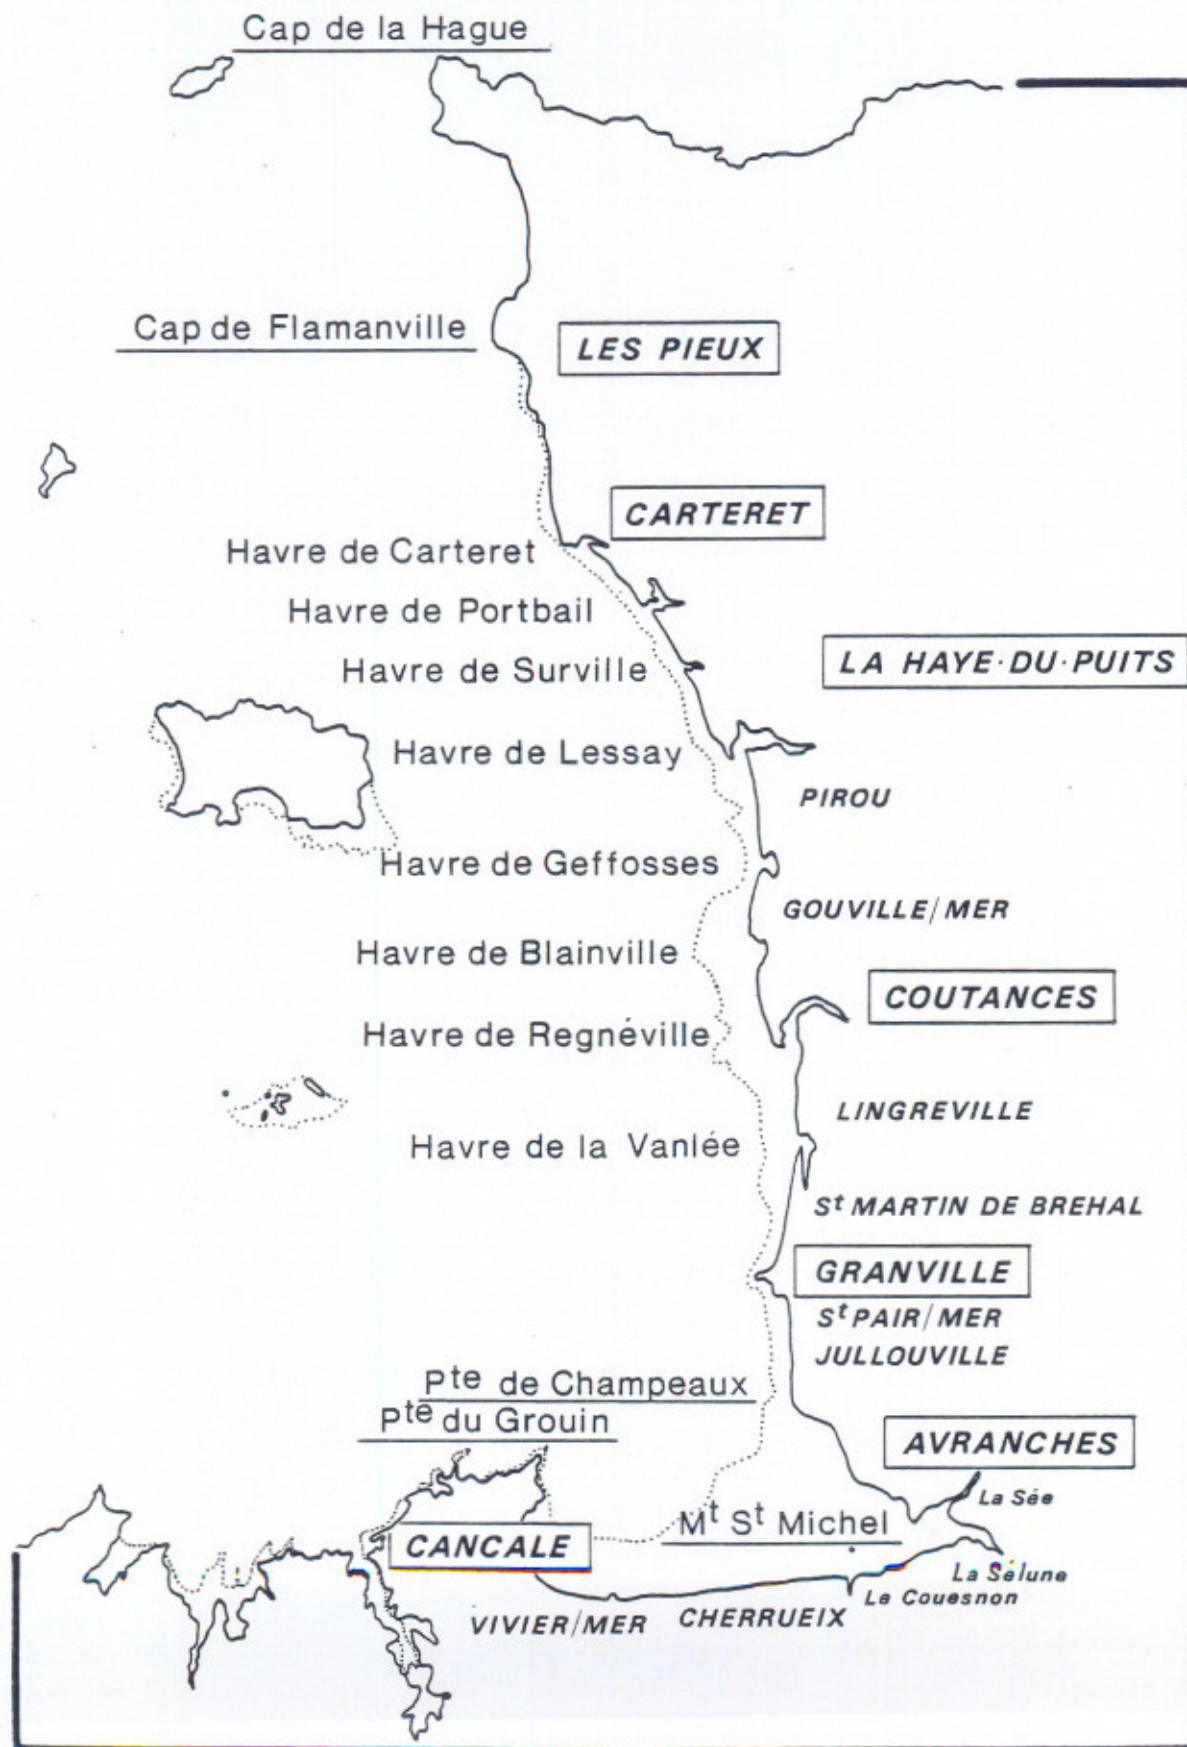 Cap de la Hague
Cap de Flamanville
LES PIEUX
CARTERET
Havre de Carteret
Havre de Portbail
Havre de Surville
LA HAYE·DU·PUITS
Havre de Lessay
PIROU
Havre de Geffosses
GOUVILLE/MER
Havre de Blainville
COUTANCES
Havre de Regnéville
LINGREVILLE
Havre de la Vanlée
St MARTIN DE BREHAL
GRANVILLE
St PAIR/MER
JULLOUVILLE
Pte de Champeaux
Pte du Grouin
AVRANCHES
La Sée
Mt St Michel
CANCALE
La Sélune
Le Couesnon
VIVIER/MER
CHERRUEIX